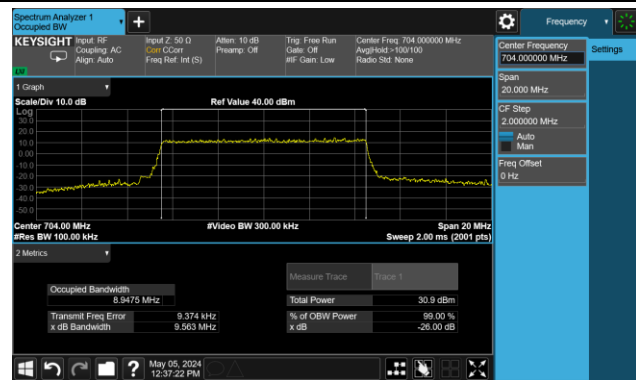 Spectrum Analyzer 1
Occupied BW
Frequency
KEYSIGHT
Input: RF
Coupling: AC
Align: Auto
Input Z: 50 Ω
Corr CCorr
Freq Ref: Int (S)
Atten: 10 dB
Preamp: Off
Trig: Free Run
Gate: Off
#IF Gain: Low
Center Freq: 704.000000 MHz
Avg|Hold:>100/100
Radio Std: None
Center Frequency
704.000000 MHz
Settings
Span
20.000 MHz
CF Step
2.000000 MHz
Auto
Man
Freq Offset
0 Hz
1 Graph
Scale/Div 10.0 dB
Ref Value 40.00 dBm
Log
30.0
20.0
10.0
0.00
-10.0
-20.0
-30.0
-40.0
-50.0
Center 704.00 MHz
#Video BW 300.00 kHz
Span 20 MHz
#Res BW 100.00 kHz
Sweep 2.00 ms (2001 pts)
2 Metrics
Measure Trace
Trace 1
Occupied Bandwidth
8.9475 MHz
Total Power
30.9 dBm
Transmit Freq Error
9.374 kHz
% of OBW Power
99.00 %
x dB Bandwidth
9.563 MHz
x dB
-26.00 dB
May 05, 2024
12:37:22 PM